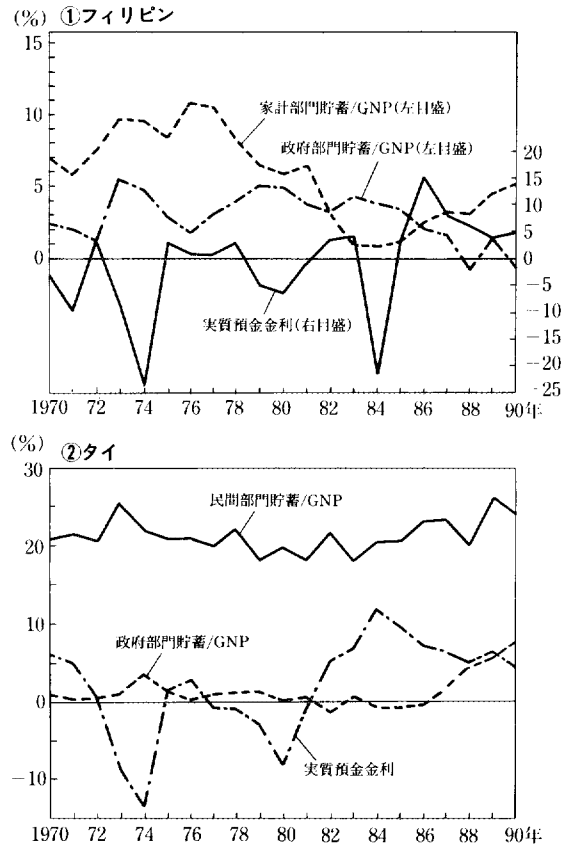 (%) ①フィリピン
15
10
5
0
家計部門貯蓄/GNP(左目盛)
政府部門貯蓄/GNP(左目盛)
実質預金金利(右目盛)
20
15
10
5
0
−5
−10
−15
−20
-25
1970 72 74 76 78 80 82 84 86 88 90年
(%) ②タイ
30
20
10
0
−10
民間部門貯蓄/GNP
政府部門貯蓄/GNP
実質預金金利
1970 72 74 76 78 80 82 84 86 88 90年